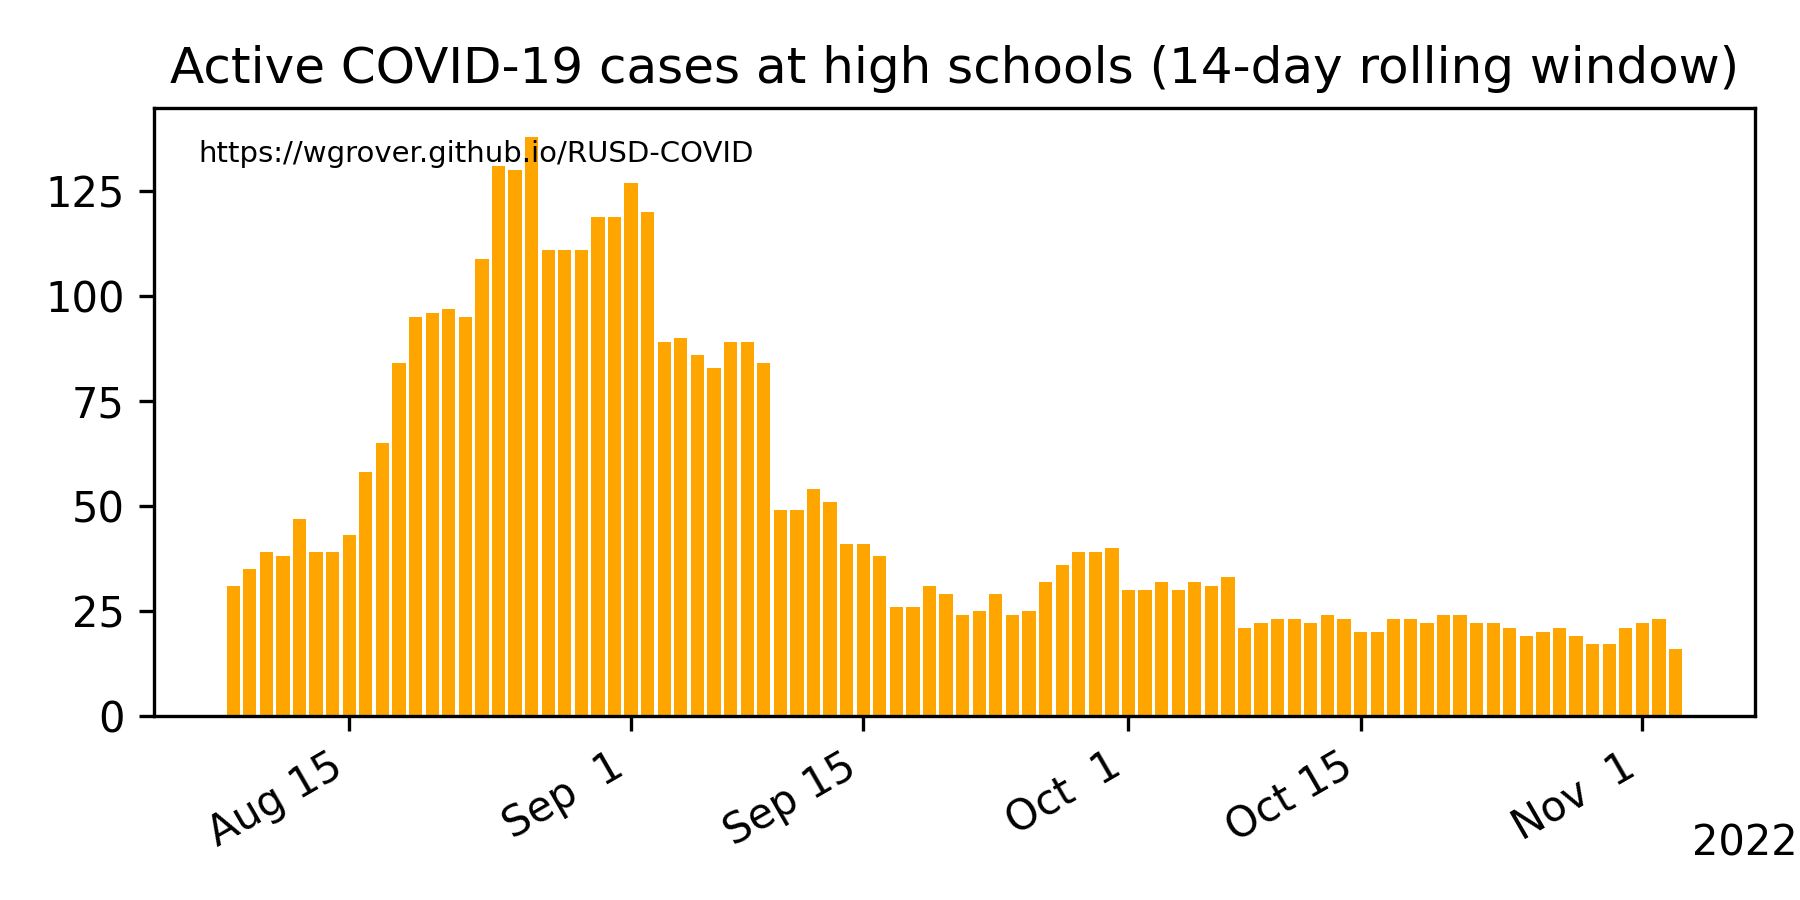 Active COVID-19 cases at high schools (14-day rolling window)
https://wgrover.github.io/RUSD-COVID
125
100
75
50
25
0
Aug 15
Sep 1
Sep 15
Oct 1
Oct 15
Nov 1
2022